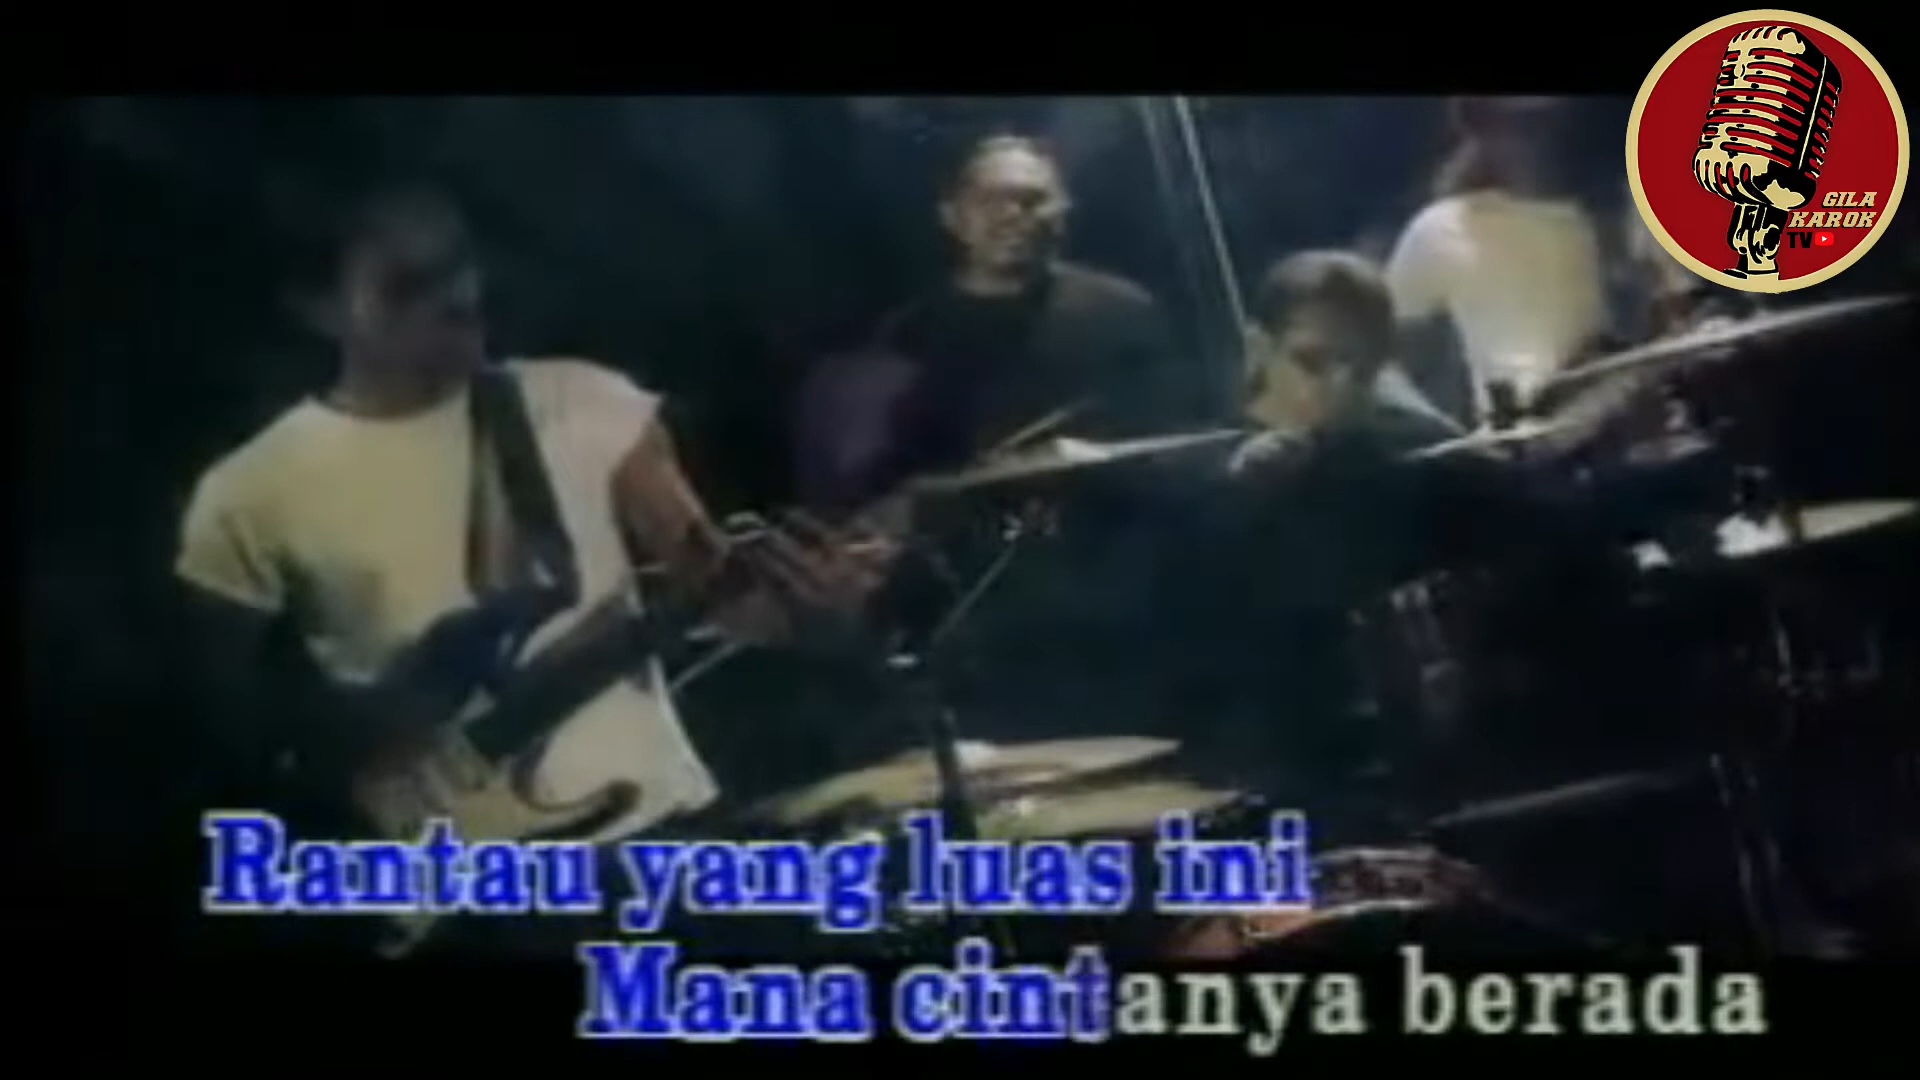 GILA
KAROK
TV
Rantau yang luas ini
Mana cintanya berada